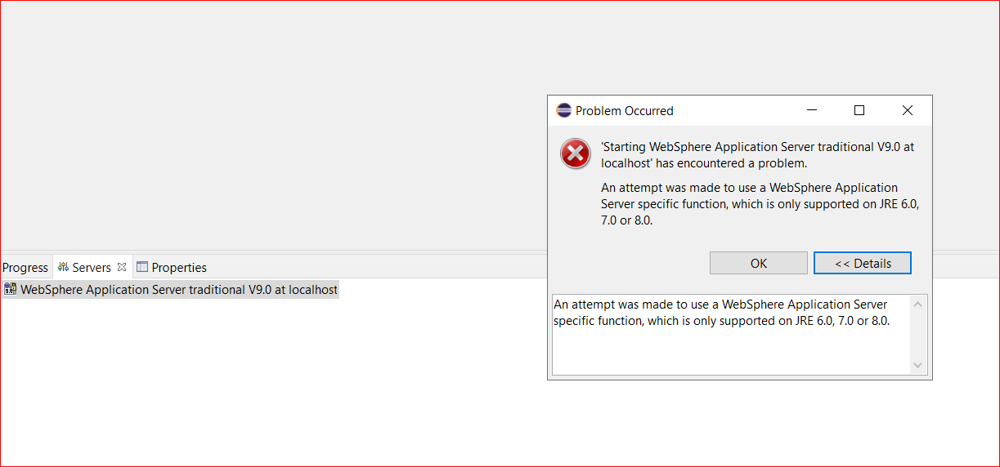 Problem Occurred
'Starting WebSphere Application Server traditional V9.0 at
localhost' has encountered a problem.
An attempt was made to use a WebSphere Application
Server specific function, which is only supported on JRE 6.0,
7.0 or 8.0.
OK
<< Details
An attempt was made to use a WebSphere Application Server
specific function, which is only supported on JRE 6.0, 7.0 or 8.0.
Progress
Servers
Properties
WebSphere Application Server traditional V9.0 at localhost